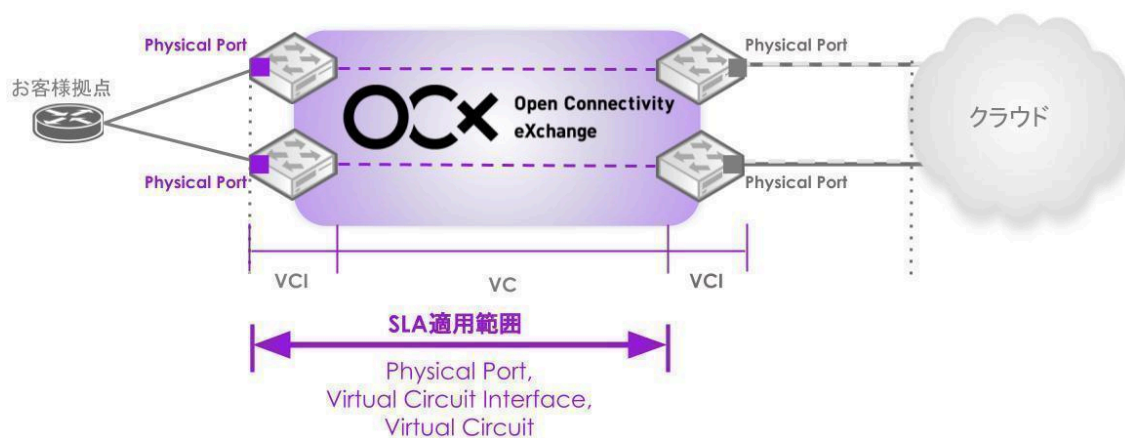 Physical Port
Physical Port
お客様拠点
OCX Open Connectivity
eXchange
クラウド
Physical Port
Physical Port
VCI
VC
VCI
SLA適用範囲
Physical Port,
Virtual Circuit Interface,
Virtual Circuit